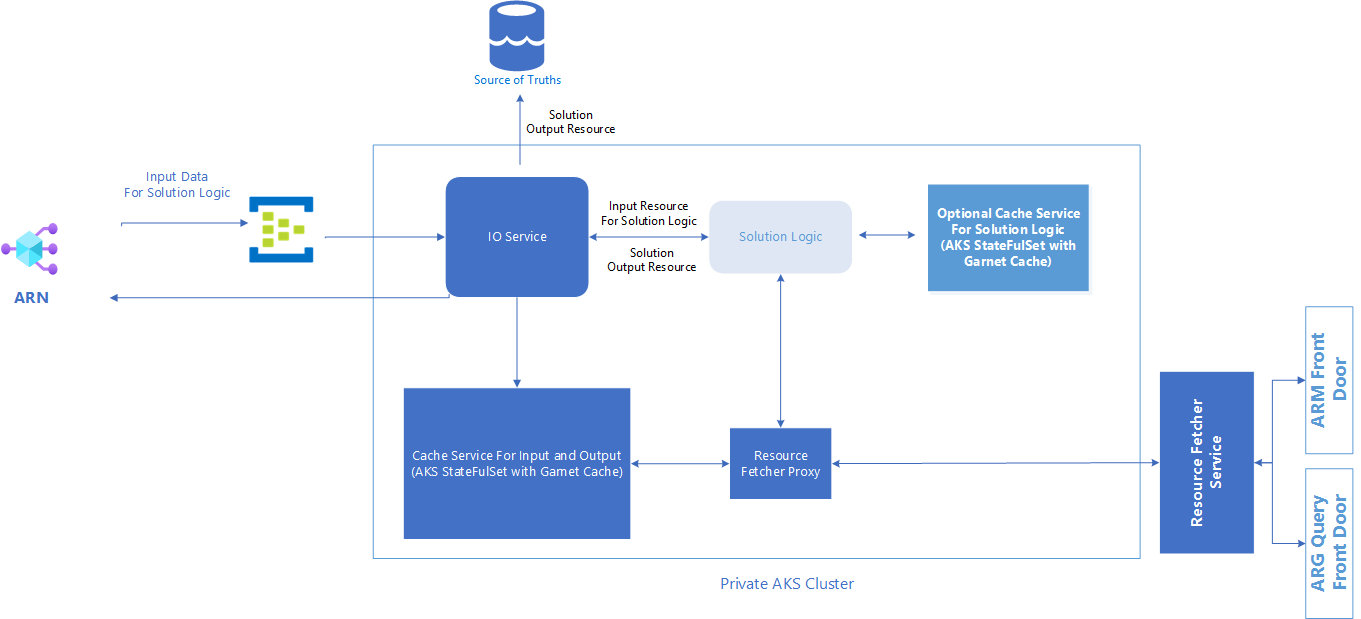 Source of Truths
Solution
Output Resource
Input Data
For Solution Logic
ARN
IO Service
Input Resource
For Solution Logic
Solution
Output Resource
Solution Logic
Optional Cache Service
For Solution Logic
(AKS StateFulSet with
Garnet Cache)
Cache Service For Input and Output
(AKS StateFulSet with Garnet Cache)
Resource
Fetcher Proxy
Resource Fetcher
Service
ARM Front
Door
ARG Query
Front Door
Private AKS Cluster